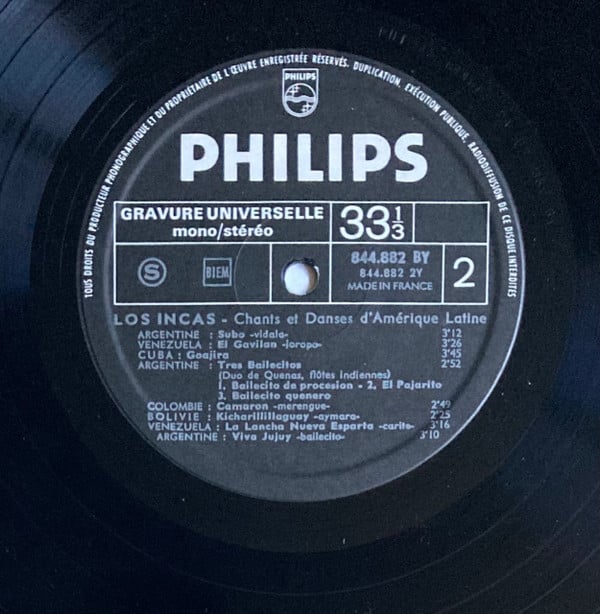 TOUS DROITS DU PRODUCTEUR PHONOGRAPHIQUE ET DU PROPRIÉTAIRE DE L'ŒUVRE ENREGISTRÉE RÉSERVÉS. DUPLICATION, EXÉCUTION PUBLIQUE, RADIODIFFUSION DE CE DISQUE INTERDITES
PHILIPS
PHILIPS
GRAVURE UNIVERSELLE
mono/stéréo
33 1/3
S
BIEM
844.882 BY
844.882 2Y
MADE IN FRANCE
2
LOS INCAS - Chants et Danses d'Amérique Latine
ARGENTINE : Subo -vidala- 3'12
VENEZUELA : El Gavilan -joropo- 3'26
CUBA : Goajira 3'45
ARGENTINE : Tres Bailecitos 2'52
(Duo de Quenas, flûtes indiennes)
1. Bailecito de procesion - 2. El Pajarito
3. Bailecito quenero
COLOMBIE : Camaron -merengue- 2'49
BOLIVIE : Kicharillillaguay -aymara- 2'25
VENEZUELA : La Lancha Nueva Esparta -carite- 3'16
ARGENTINE : Viva Jujuy -bailecito- 3'10